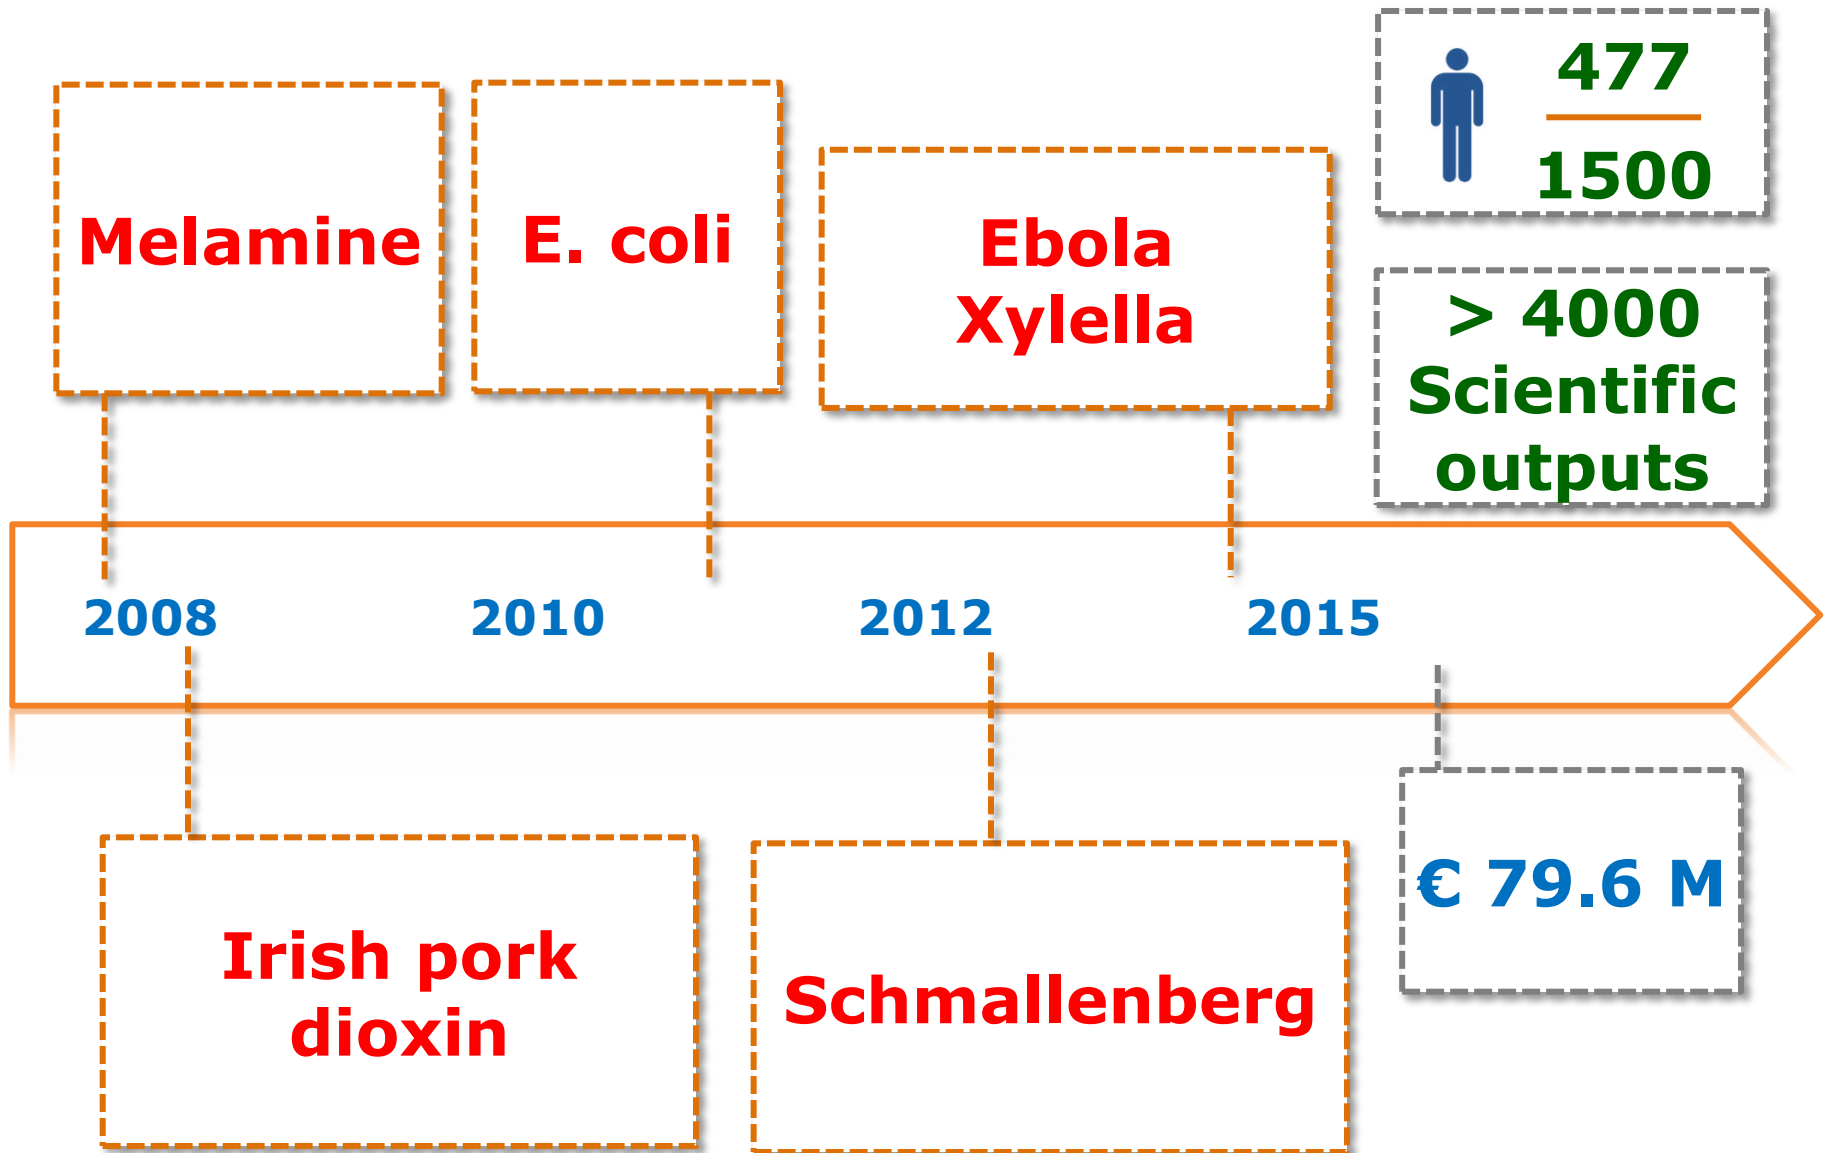 477
1500
Melamine
E. coli
Ebola
Xylella
> 4000
Scientific
outputs
2008
2010
2012
2015
Irish pork
dioxin
Schmallenberg
€ 79.6 M